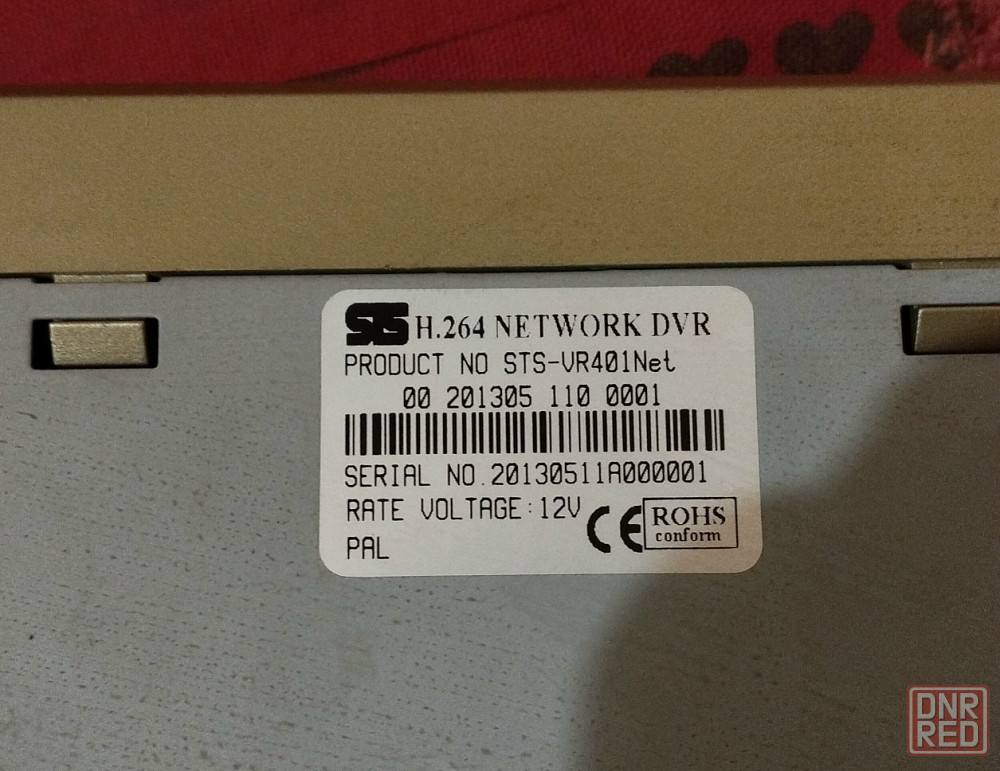 STS H.264 NETWORK DVR
PRODUCT NO STS-VR401Net
00 201305 110 0001
SERIAL NO.20130511A000001
RATE VOLTAGE:12V
CE ROHS
conform
PAL
DNR
RED